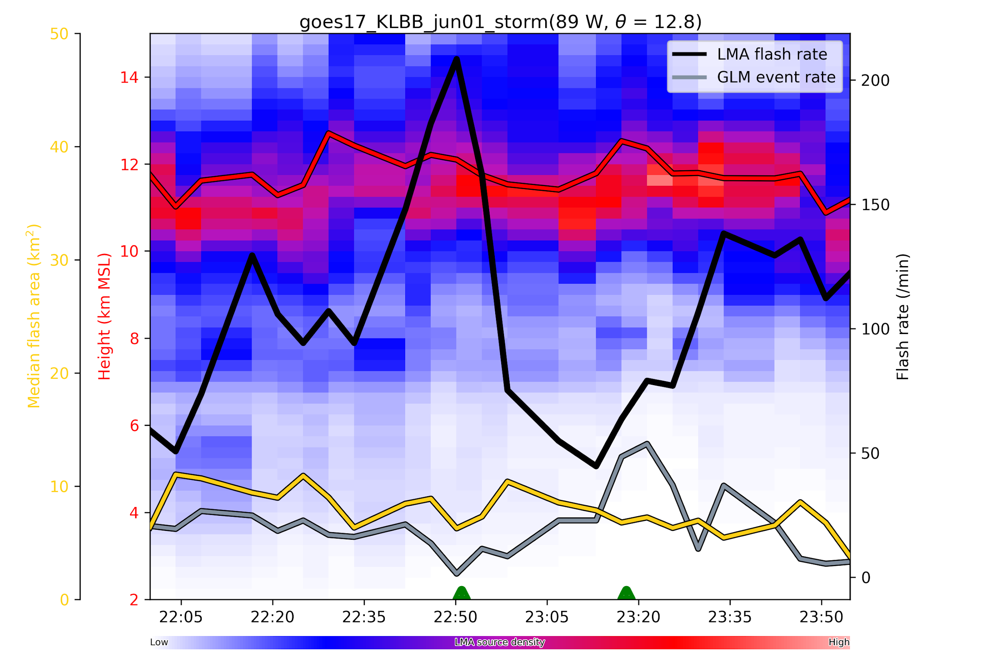 goes17_KLBB_jun01_storm(89 W, θ = 12.8)
LMA flash rate
GLM event rate
Median flash area (km²)
50
40
30
20
10
0
Height (km MSL)
14
12
10
8
6
4
2
200
150
100
50
0
Flash rate (/min)
22:05 22:20 22:35 22:50 23:05 23:20 23:35 23:50
Low LMA source density High